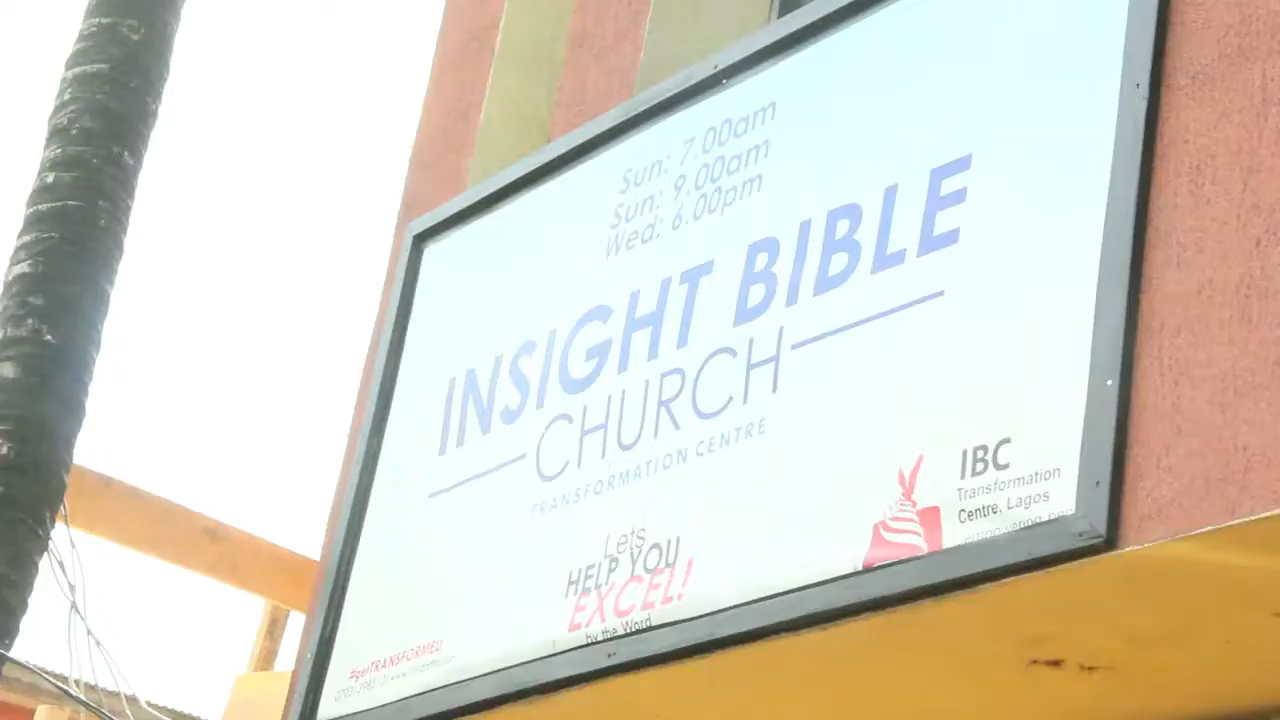 Sun: 7.00am
Sun: 9.00am
Wed: 6.00pm
INSIGHT BIBLE
CHURCH
TRANSFORMATION CENTRE
Lets
HELP YOU
EXCEL!
by the Word
IBC
Transformation
Centre, Lagos
#getTRANSFORMED